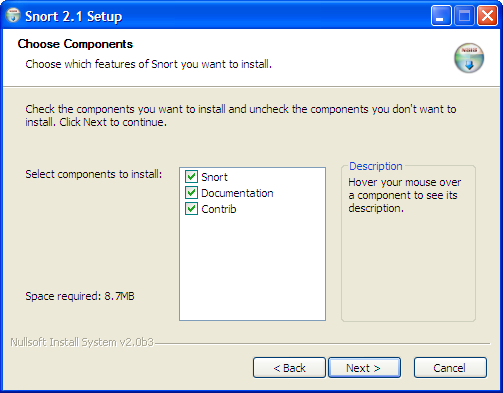 Snort 2.1 Setup
Choose Components
Choose which features of Snort you want to install.
Check the components you want to install and uncheck the components you don't want to
install. Click Next to continue.
Select components to install:
Snort
Documentation
Contrib
Description
Hover your mouse over
a component to see its
description.
Space required: 8.7MB
Nullsoft Install System v2.0b3
< Back
Next >
Cancel